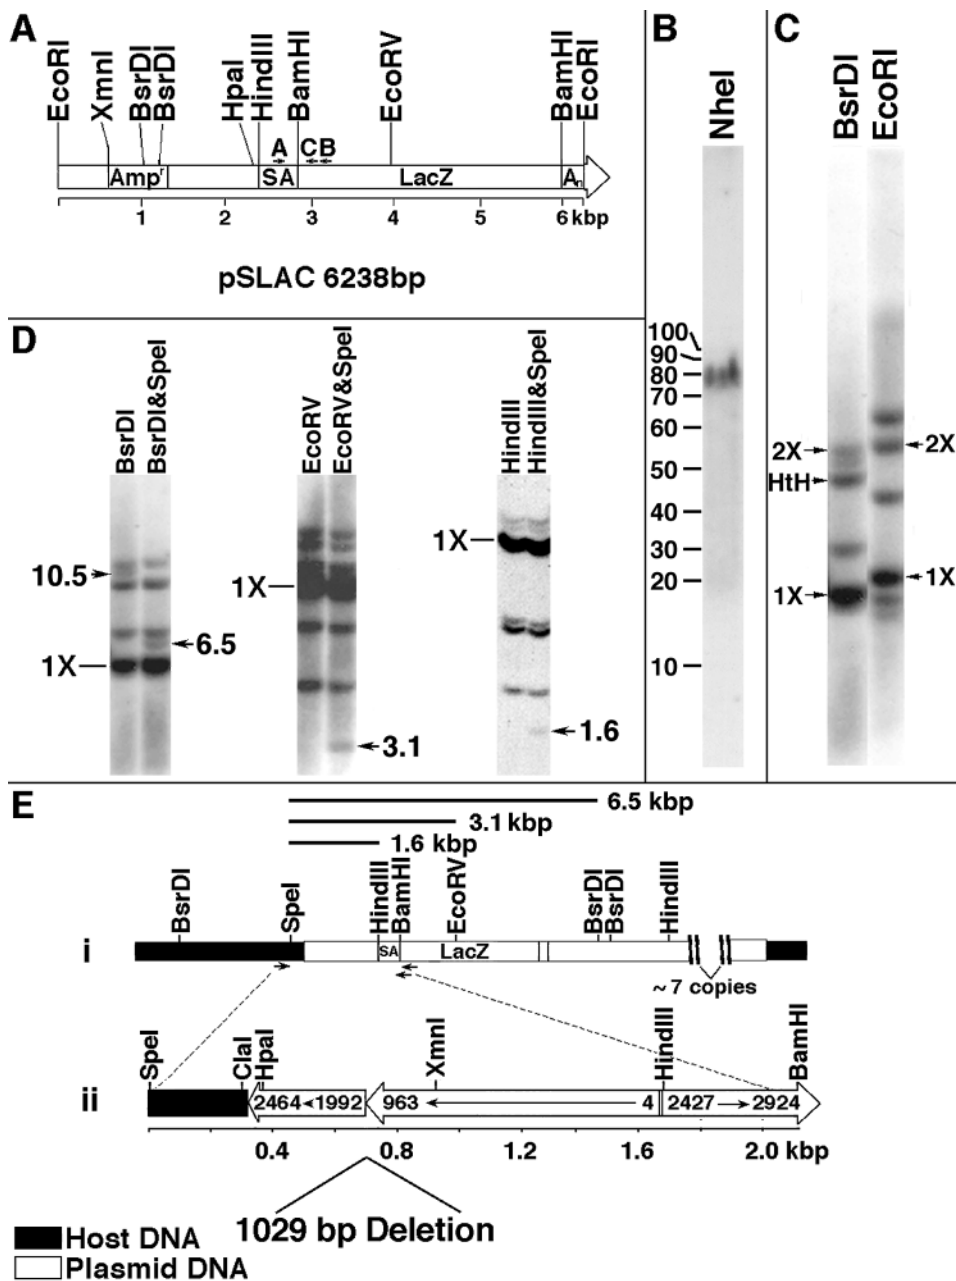 A
EcoRI XmnI BsrDI BsrDI HpaI HindIII BamHI EcoRV BamHI EcoRI
A CB
Ampʳ SA LacZ Aₙ
1 2 3 4 5 6 kbp
pSLAC 6238bp
B
NheI
100
90
80
70
60
50
40
30
20
10
C
BsrDI EcoRI
2X 2X
HtH
1X 1X
D
BsrDI BsrDI&SpeI
10.5
6.5
1X
EcoRV EcoRV&SpeI
1X
3.1
HindIII HindIII&SpeI
1X
1.6
E
6.5 kbp
3.1 kbp
1.6 kbp
BsrDI SpeI HindIII BamHI EcoRV BsrDI BsrDI HindIII
i SA LacZ
~ 7 copies
SpeI ClaI HpaI XmnI HindIII BamHI
ii 2464 1992 963 4 2427 2924
0.4 0.8 1.2 1.6 2.0 kbp
1029 bp Deletion
Host DNA
Plasmid DNA